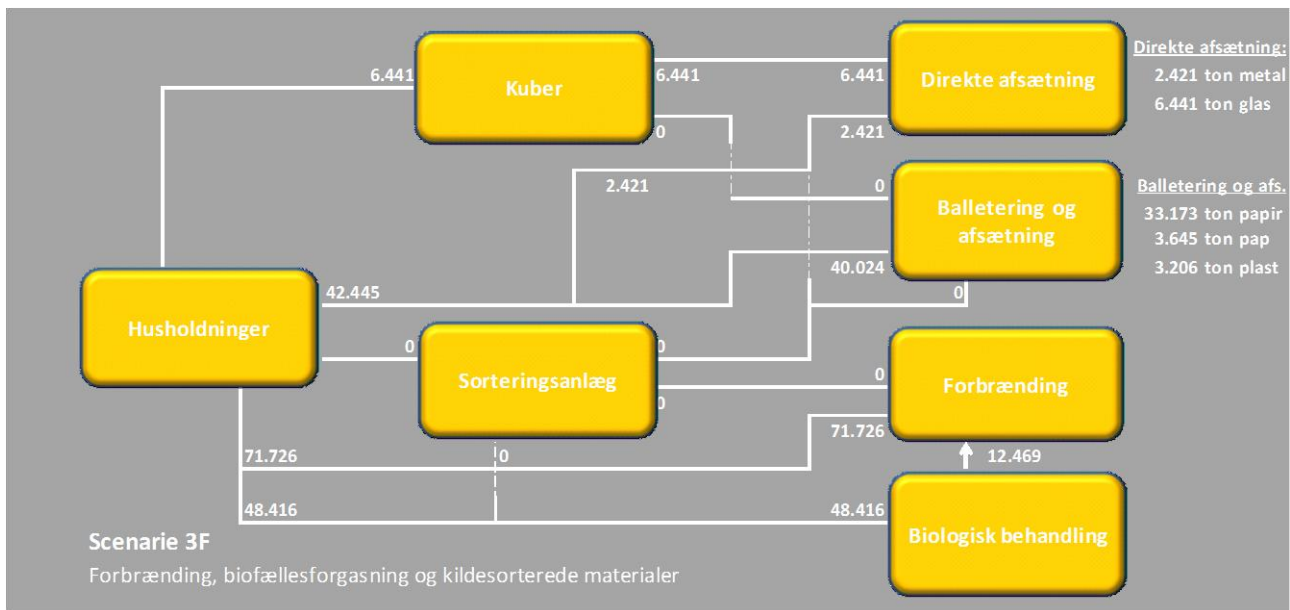 Direkte afsætning:
6.441
6.441
6.441
2.421 ton metal
Kuber
Direkte afsætning
6.441 ton glas
0
2.421
2.421
0
Balletering og afs.
Balletering og
afsætning
33.173 ton papir
3.645 ton pap
40.024
3.206 ton plast
42.445
0
Husholdninger
0
0
Sorteringsanlæg
0
Forbrænding
0
71.726
71.726
0
12.469
48.416
48.416
Biologisk behandling
Scenarie 3F
Forbrænding, biofællesforgasning og kildesorterede materialer